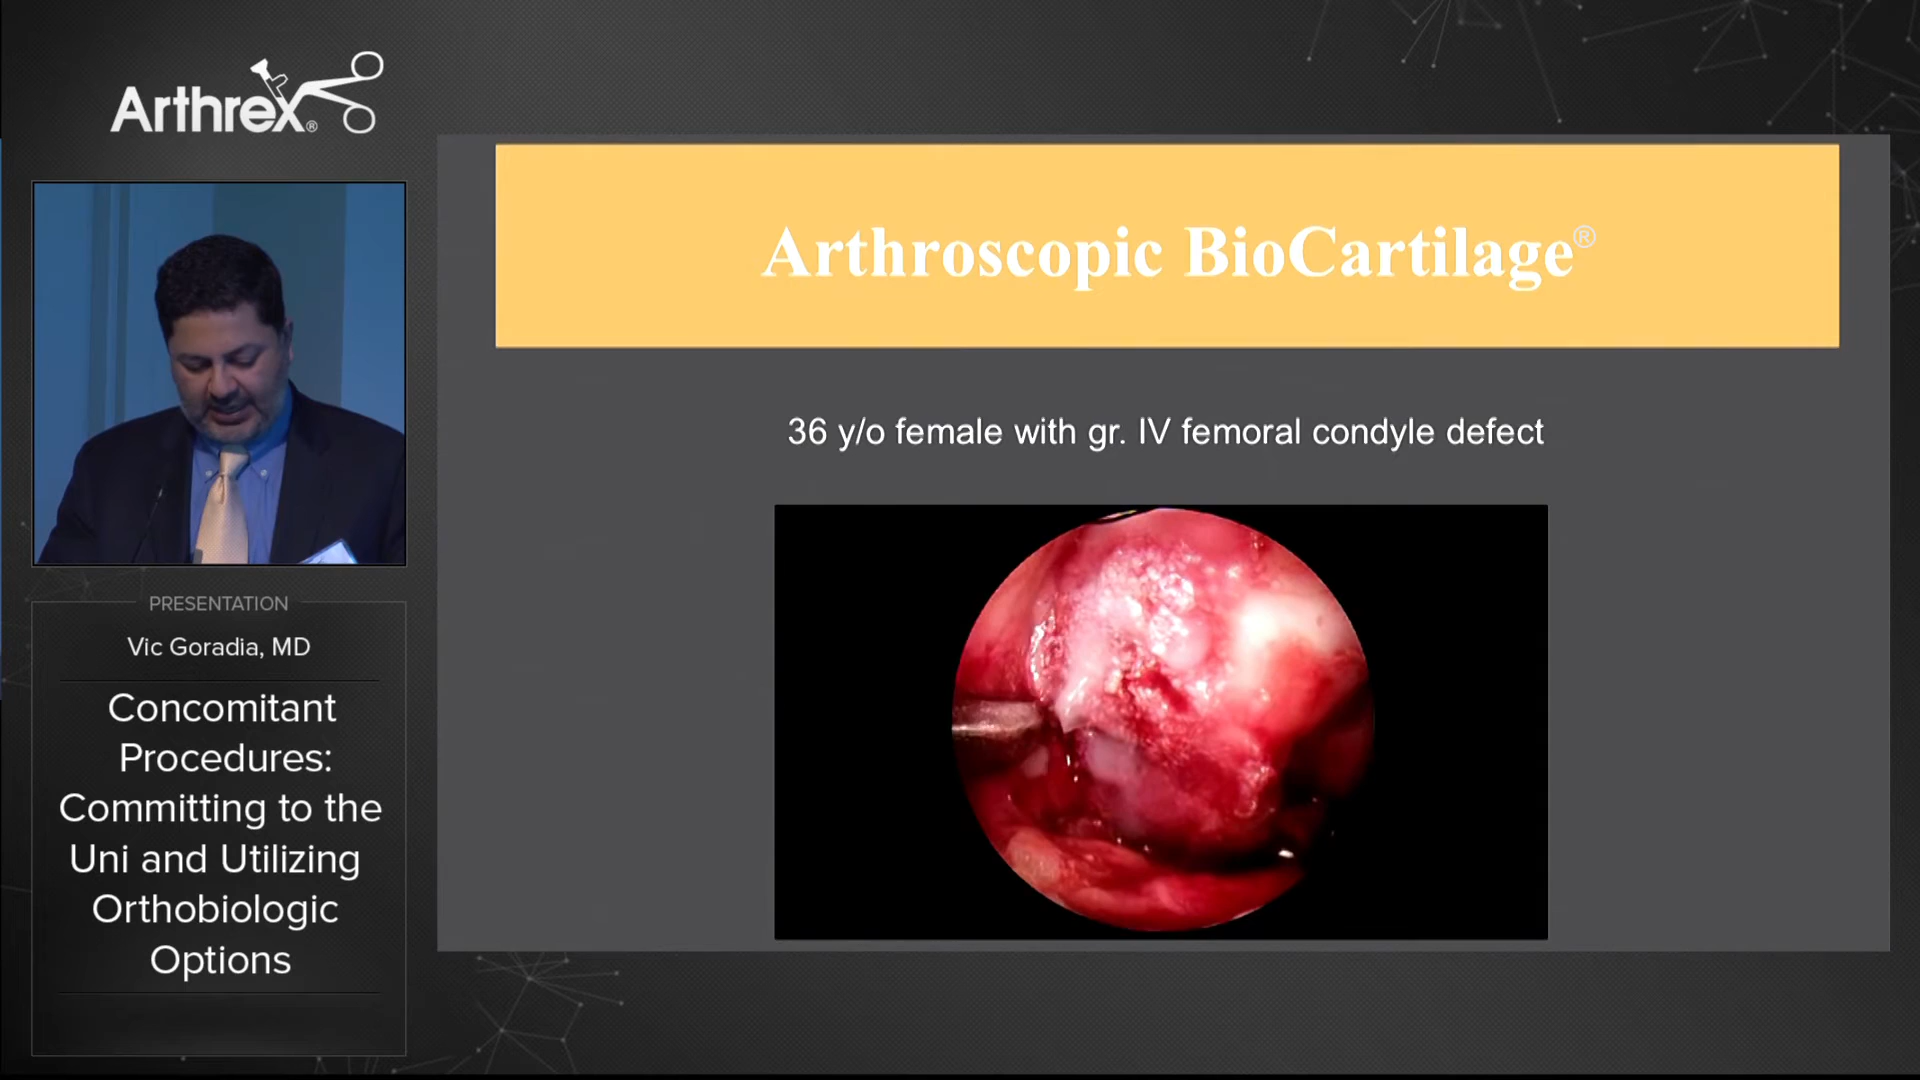 Arthrex®
Arthroscopic BioCartilage®
36 y/o female with gr. IV femoral condyle defect
PRESENTATION
Vic Goradia, MD
Concomitant
Procedures:
Committing to the
Uni and Utilizing
Orthobiologic
Options